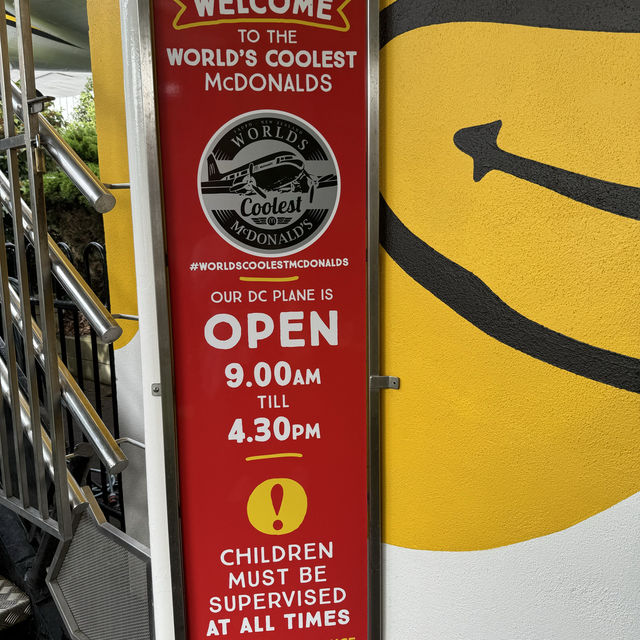 WELCOME
TO THE
WORLD'S COOLEST
McDONALDS
WORLDS
Coolest
McDONALD'S
#WORLDSCOOLESTMCDONALDS
OUR DC PLANE IS
OPEN
9.00AM
TILL
4.30PM
!
CHILDREN
MUST BE
SUPERVISED
AT ALL TIMES